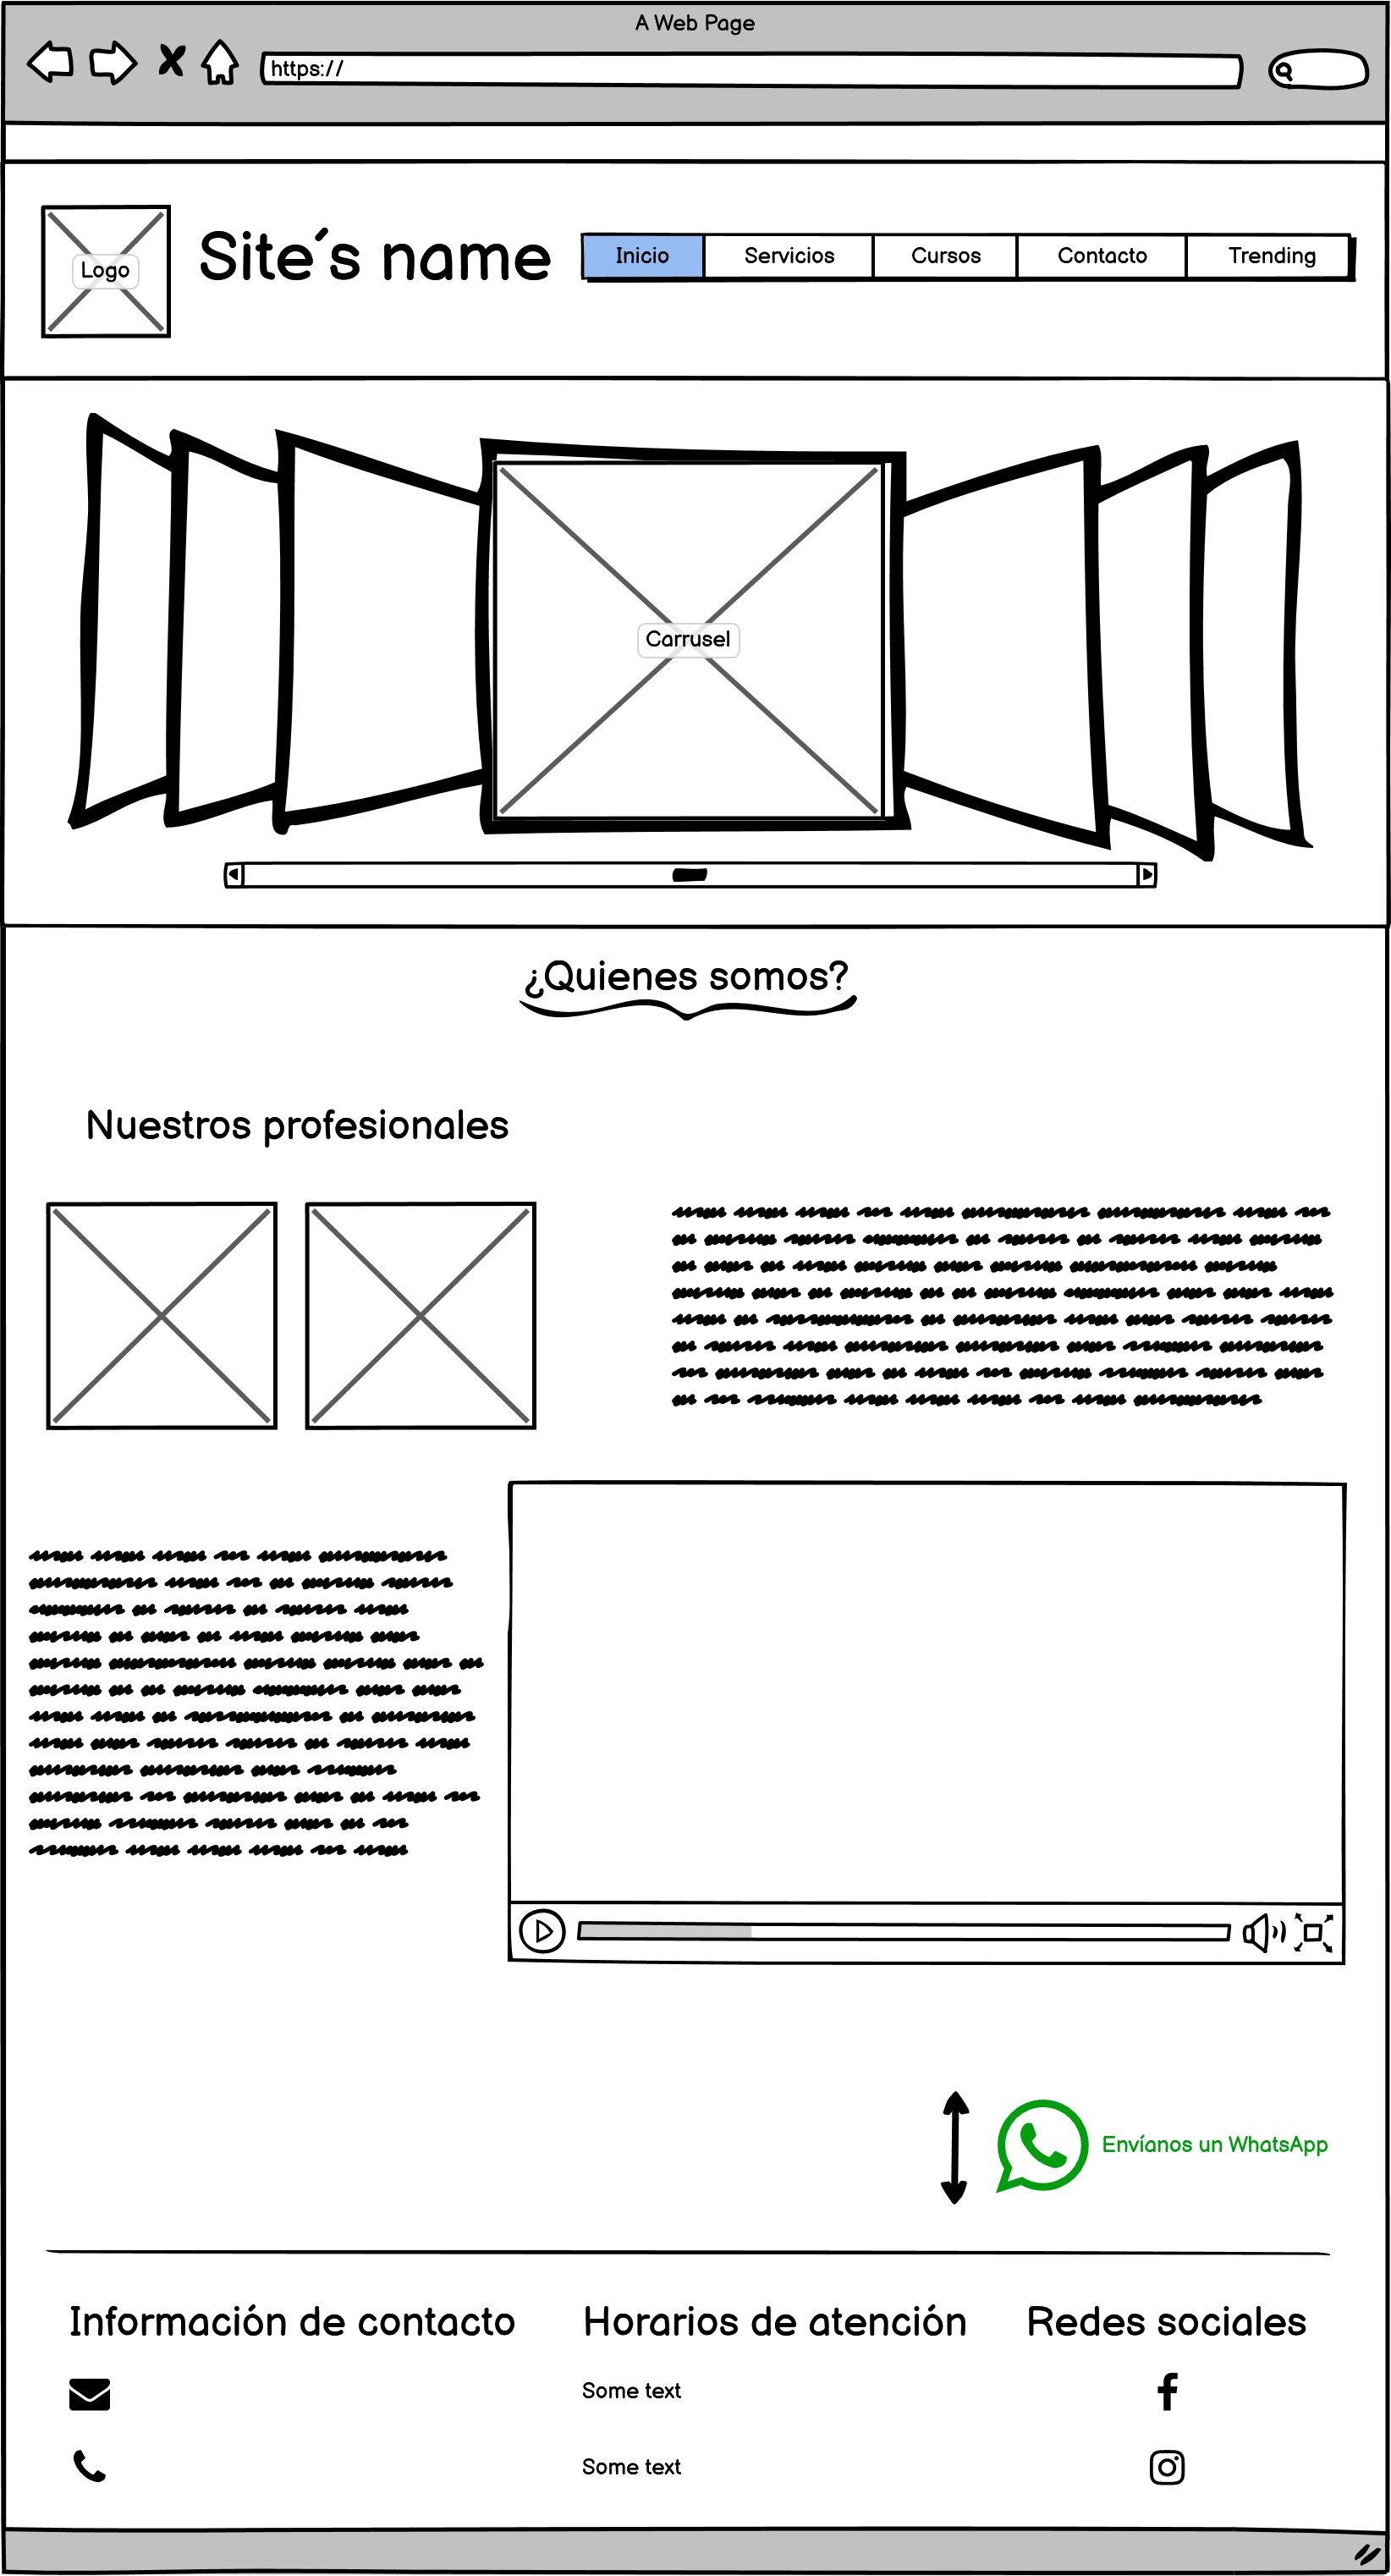 A Web Page
https://
Logo
Site´s name
Inicio Servicios Cursos Contacto Trending
Carrusel
¿Quienes somos?
Nuestros profesionales
Envíanos un WhatsApp
Información de contacto Horarios de atención Redes sociales
Some text
Some text